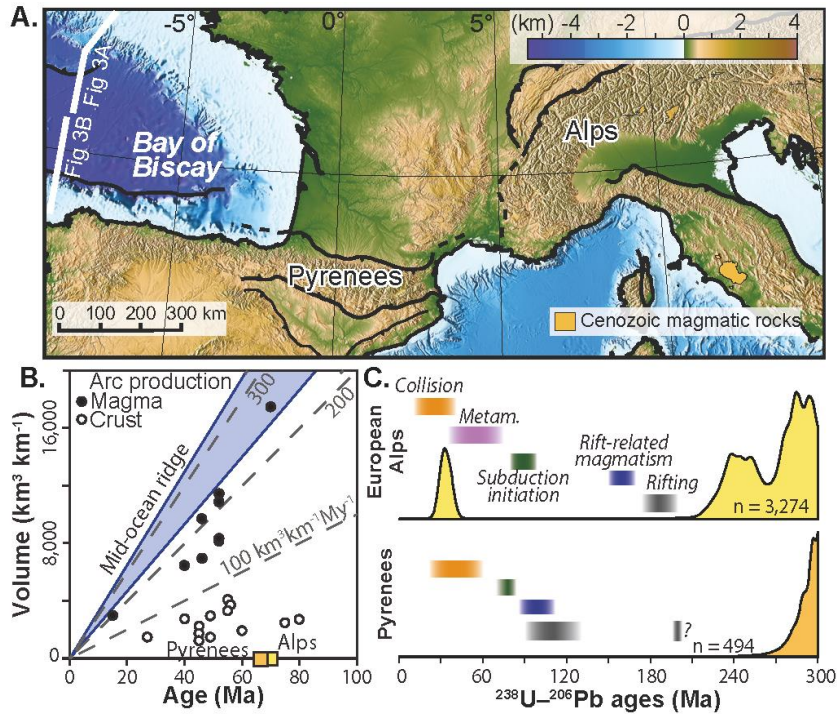 A.
-5°
0°
5°
(km) -4 -2 0 2 4
Fig 3A
Fig 3B
Bay of
Biscay
Alps
Pyrenees
0 100 200 300 km
Cenozoic magmatic rocks
B.
Arc production
Magma
Crust
300
200
Mid-ocean ridge
100 km³km⁻¹My⁻¹
16,000
8,000
0
Volume (km³ km⁻¹)
Pyrenees
Alps
0 20 40 60 80 100
Age (Ma)
C.
European
Alps
Collision
Metam.
Subduction
initiation
Rift-related
magmatism
Rifting
n = 3,274
Pyrenees
?
n = 494
0 60 150 300
²³⁸U–²⁰⁶Pb ages (Ma)